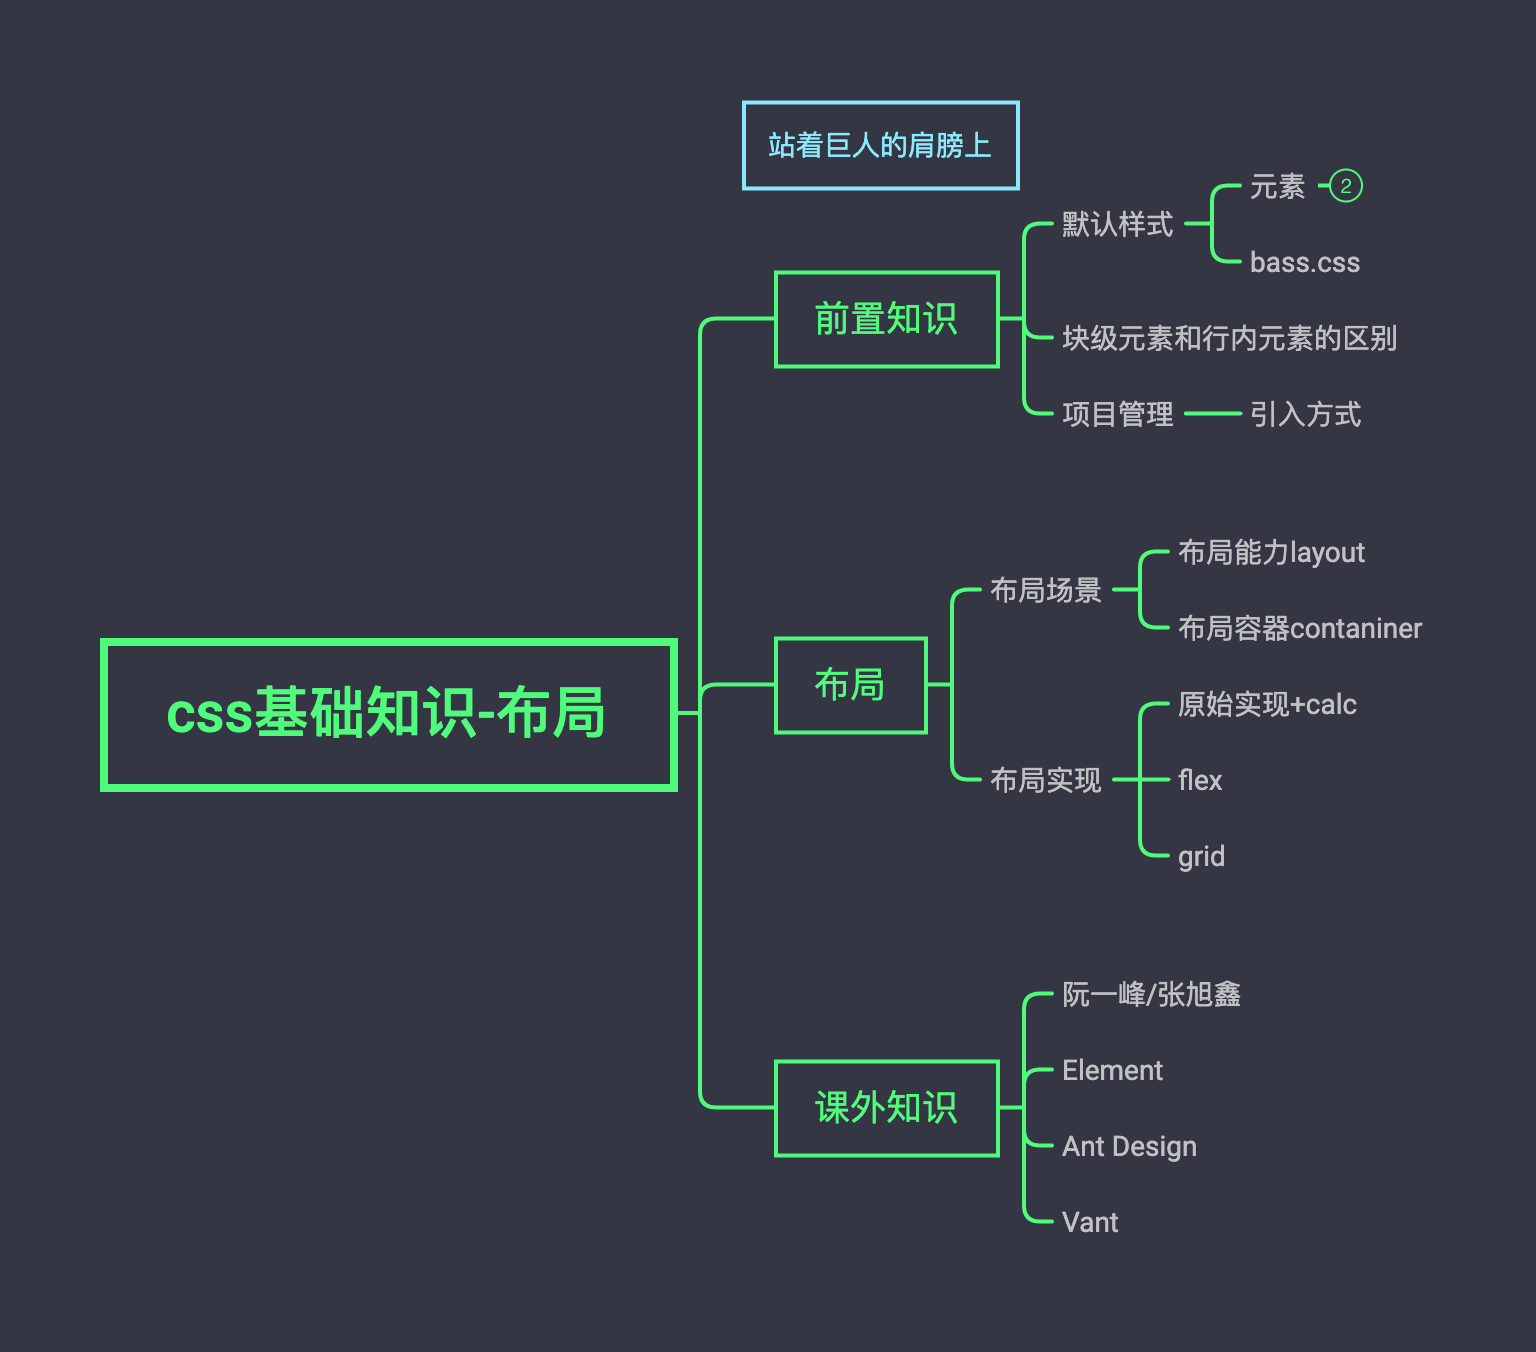 站着巨人的肩膀上
css基础知识-布局
前置知识
默认样式
元素
2
bass.css
块级元素和行内元素的区别
项目管理
引入方式
布局
布局场景
布局能力layout
布局容器contaniner
布局实现
原始实现+calc
flex
grid
课外知识
阮一峰/张旭鑫
Element
Ant Design
Vant